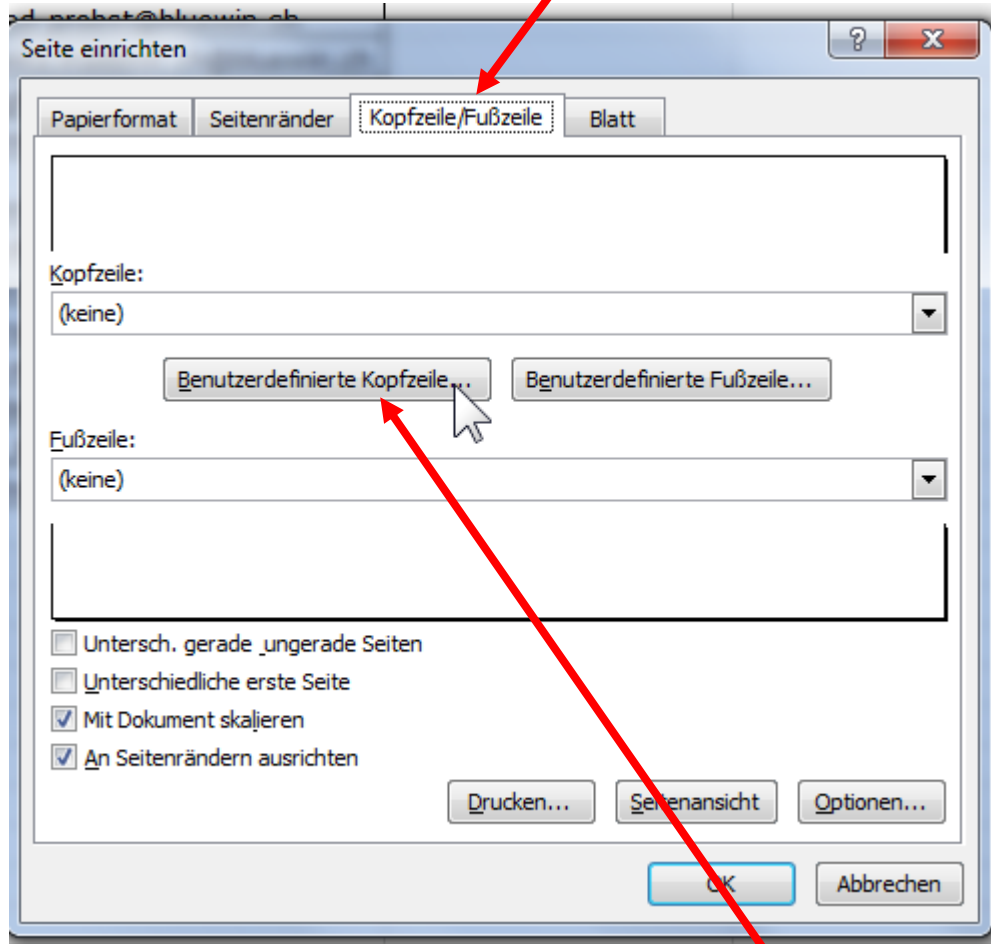 Seite einrichten
Papierformat Seitenränder Kopfzeile/Fußzeile Blatt
Kopfzeile:
(keine)
Benutzerdefinierte Kopfzeile... Benutzerdefinierte Fußzeile...
Fußzeile:
(keine)
Untersch. gerade _ungerade Seiten
Unterschiedliche erste Seite
Mit Dokument skalieren
An Seitenrändern ausrichten
Drucken... Seitenansicht Optionen...
OK Abbrechen